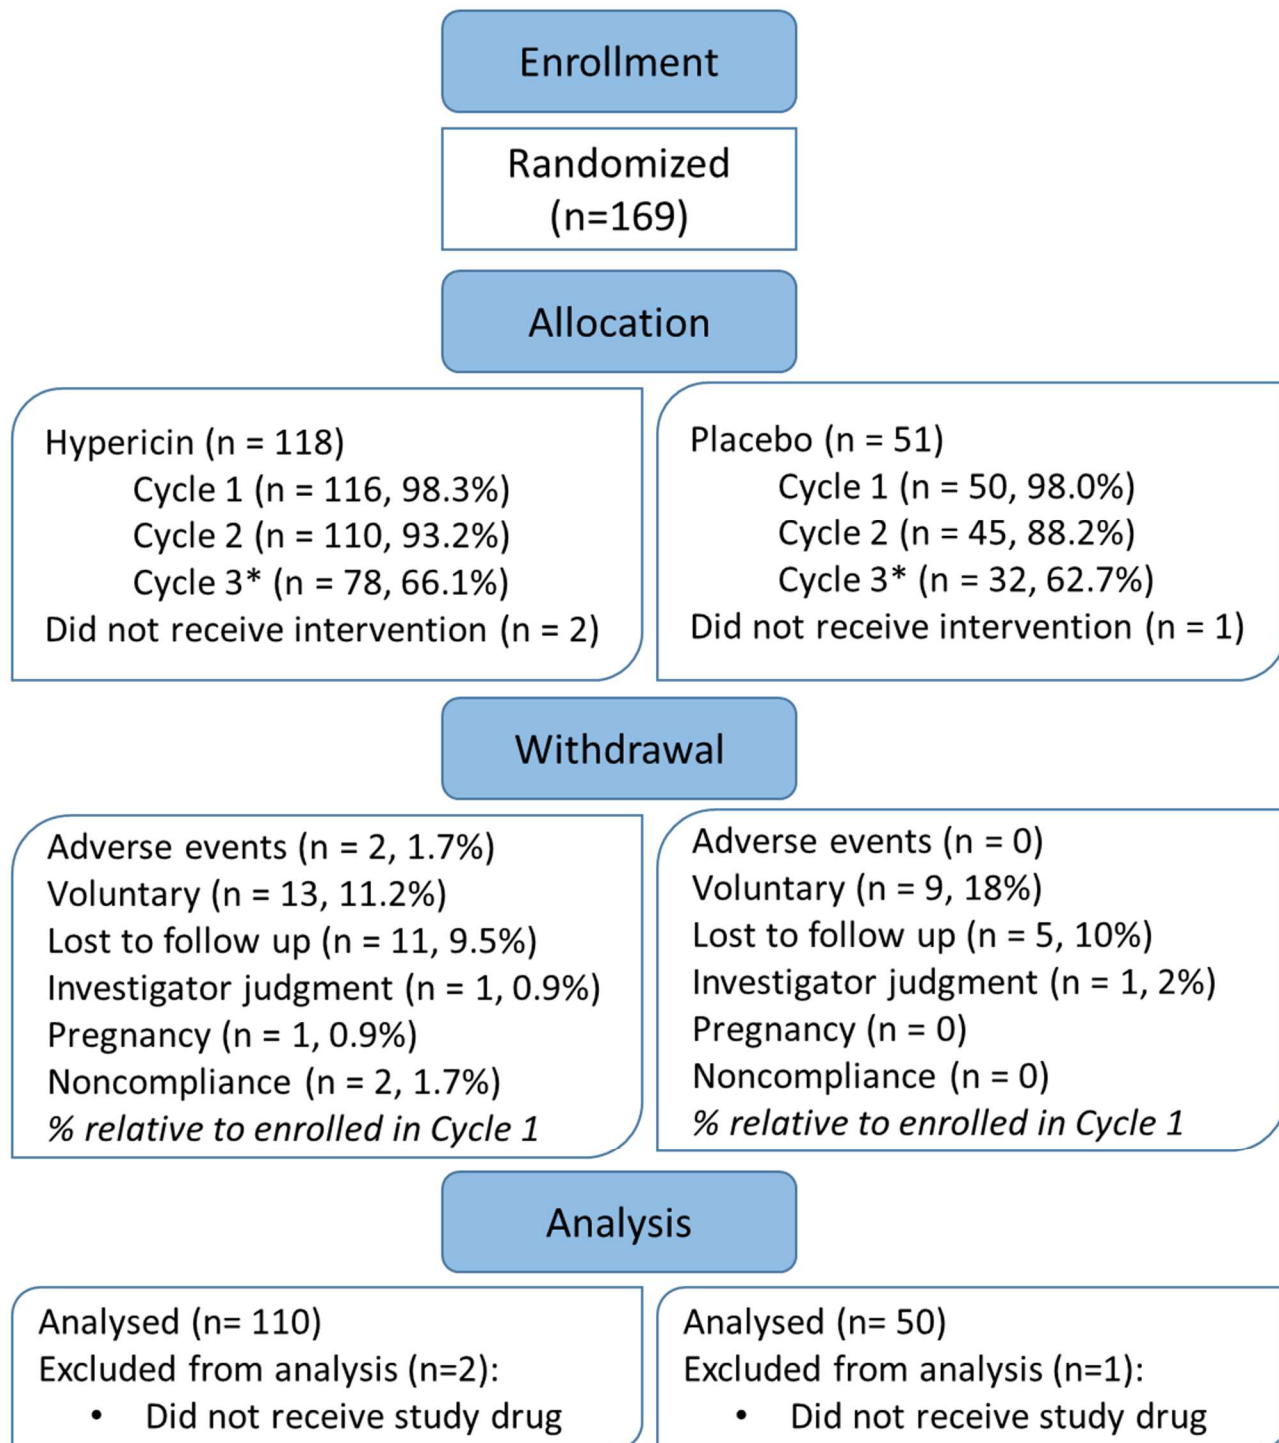 Enrollment
Randomized
(n=169)
Allocation
Hypericin (n = 118)
Cycle 1 (n = 116, 98.3%)
Cycle 2 (n = 110, 93.2%)
Cycle 3* (n = 78, 66.1%)
Did not receive intervention (n = 2)
Placebo (n = 51)
Cycle 1 (n = 50, 98.0%)
Cycle 2 (n = 45, 88.2%)
Cycle 3* (n = 32, 62.7%)
Did not receive intervention (n = 1)
Withdrawal
Adverse events (n = 2, 1.7%)
Voluntary (n = 13, 11.2%)
Lost to follow up (n = 11, 9.5%)
Investigator judgment (n = 1, 0.9%)
Pregnancy (n = 1, 0.9%)
Noncompliance (n = 2, 1.7%)
% relative to enrolled in Cycle 1
Adverse events (n = 0)
Voluntary (n = 9, 18%)
Lost to follow up (n = 5, 10%)
Investigator judgment (n = 1, 2%)
Pregnancy (n = 0)
Noncompliance (n = 0)
% relative to enrolled in Cycle 1
Analysis
Analysed (n= 110)
Excluded from analysis (n=2):
• Did not receive study drug
Analysed (n= 50)
Excluded from analysis (n=1):
• Did not receive study drug